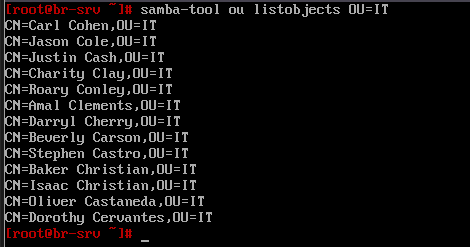 [root@br-srv ~]# samba-tool ou listobjects OU=IT
CN=Carl Cohen,OU=IT
CN=Jason Cole,OU=IT
CN=Justin Cash,OU=IT
CN=Charity Clay,OU=IT
CN=Roary Conley,OU=IT
CN=Amal Clements,OU=IT
CN=Darryl Cherry,OU=IT
CN=Beverly Carson,OU=IT
CN=Stephen Castro,OU=IT
CN=Baker Christian,OU=IT
CN=Isaac Christian,OU=IT
CN=Oliver Castaneda,OU=IT
CN=Dorothy Cervantes,OU=IT
[root@br-srv ~]# _